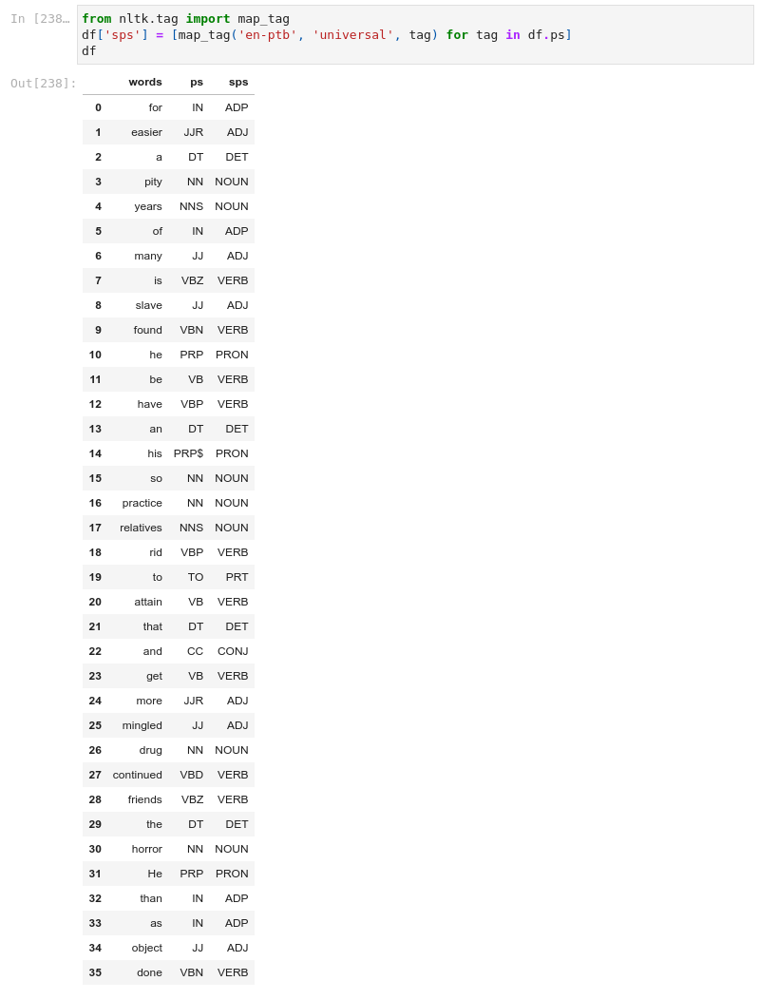 In [238…
from nltk.tag import map_tag
df['sps'] = [map_tag('en-ptb', 'universal', tag) for tag in df.ps]
df
Out[238]:
words ps sps
0 for IN ADP
1 easier JJR ADJ
2 a DT DET
3 pity NN NOUN
4 years NNS NOUN
5 of IN ADP
6 many JJ ADJ
7 is VBZ VERB
8 slave JJ ADJ
9 found VBN VERB
10 he PRP PRON
11 be VB VERB
12 have VBP VERB
13 an DT DET
14 his PRP$ PRON
15 so NN NOUN
16 practice NN NOUN
17 relatives NNS NOUN
18 rid VBP VERB
19 to TO PRT
20 attain VB VERB
21 that DT DET
22 and CC CONJ
23 get VB VERB
24 more JJR ADJ
25 mingled JJ ADJ
26 drug NN NOUN
27 continued VBD VERB
28 friends VBZ VERB
29 the DT DET
30 horror NN NOUN
31 He PRP PRON
32 than IN ADP
33 as IN ADP
34 object JJ ADJ
35 done VBN VERB